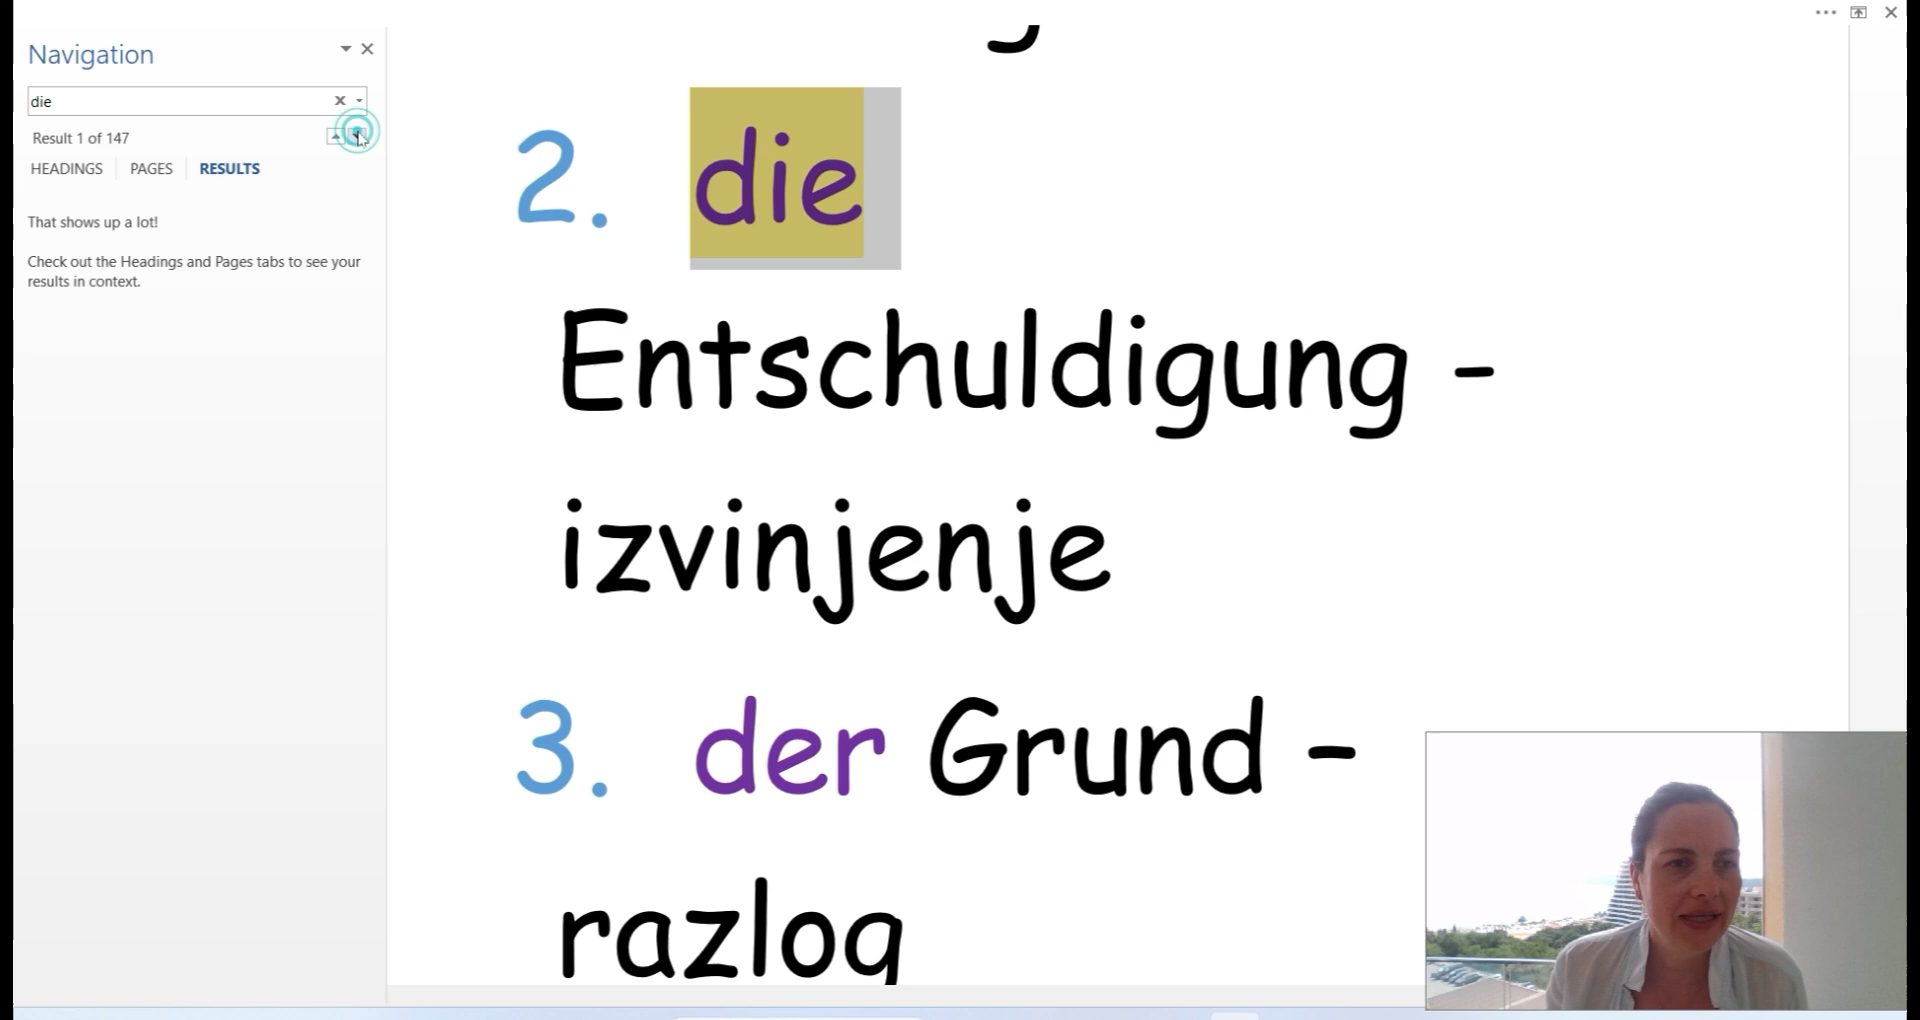 Navigation
die
Result 1 of 147
HEADINGS PAGES RESULTS
That shows up a lot!
Check out the Headings and Pages tabs to see your
results in context.
2. die
Entschuldigung -
izvinjenje
3. der Grund –
razlog